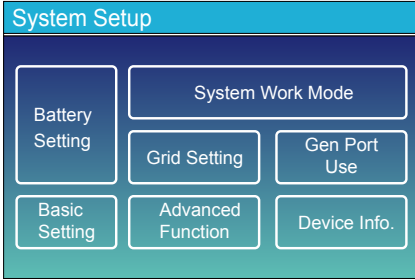 System Setup
Battery
Setting
System Work Mode
Grid Setting
Gen Port
Use
Basic
Setting
Advanced
Function
Device Info.